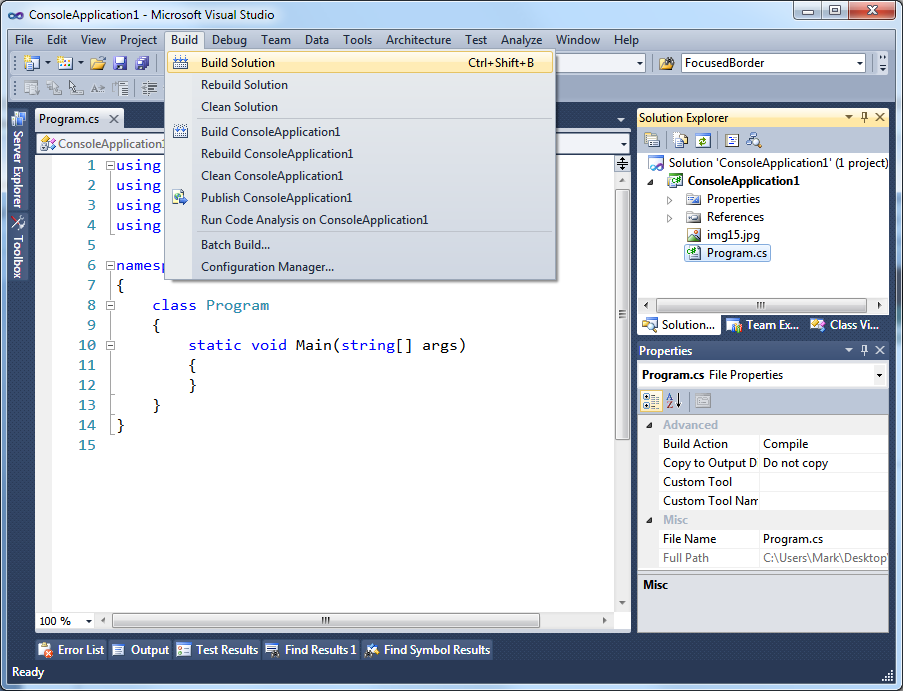 ConsoleApplication1 - Microsoft Visual Studio
File Edit View Project Build Debug Team Data Tools Architecture Test Analyze Window Help
Build Solution Ctrl+Shift+B
Rebuild Solution
Clean Solution
Build ConsoleApplication1
Rebuild ConsoleApplication1
Clean ConsoleApplication1
Publish ConsoleApplication1
Run Code Analysis on ConsoleApplication1
Batch Build...
Configuration Manager...
FocusedBorder
Server Explorer
Toolbox
Program.cs
ConsoleApplication1
1 using
2 using
3 using
4 using
5
6 namesp
7 {
8 class Program
9 {
10 static void Main(string[] args)
11 {
12 }
13 }
14 }
15
100 %
Solution Explorer
Solution 'ConsoleApplication1' (1 project)
ConsoleApplication1
Properties
References
img15.jpg
Program.cs
Solution... Team Ex... Class Vi...
Properties
Program.cs File Properties
Advanced
Build Action Compile
Copy to Output D Do not copy
Custom Tool
Custom Tool Nam
Misc
File Name Program.cs
Full Path C:\Users\Mark\Desktop\
Misc
Error List Output Test Results Find Results 1 Find Symbol Results
Ready